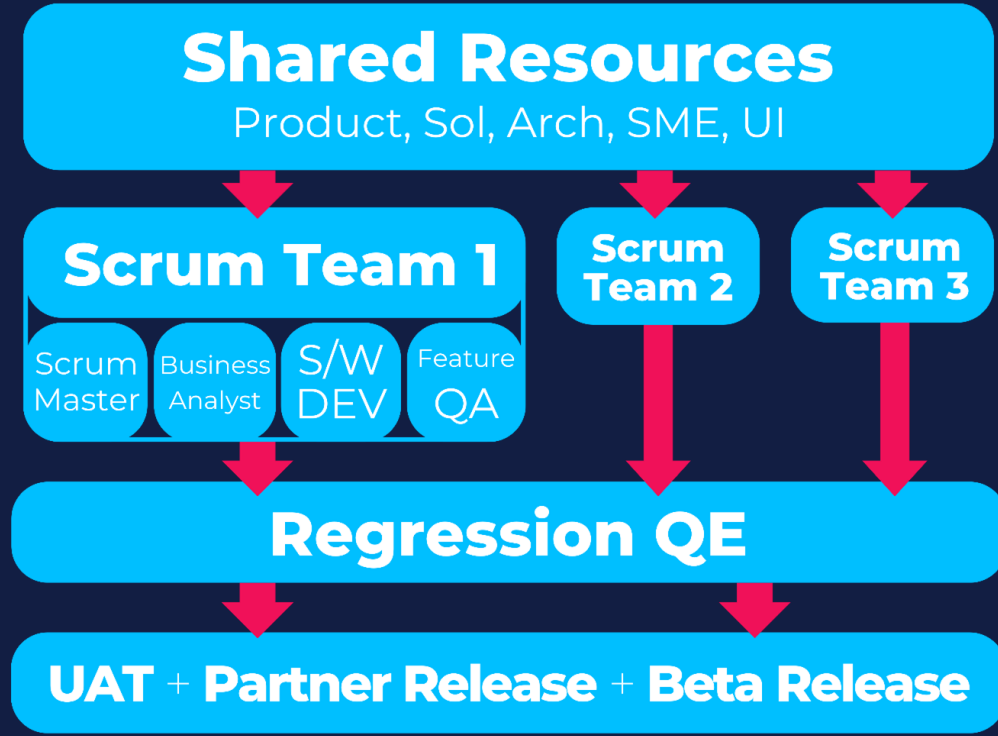 Shared Resources
Product, Sol, Arch, SME, UI
Scrum Team 1
Scrum
Team 2
Scrum
Team 3
Scrum
Master
Business
Analyst
S/W
DEV
Feature
QA
Regression QE
UAT + Partner Release + Beta Release